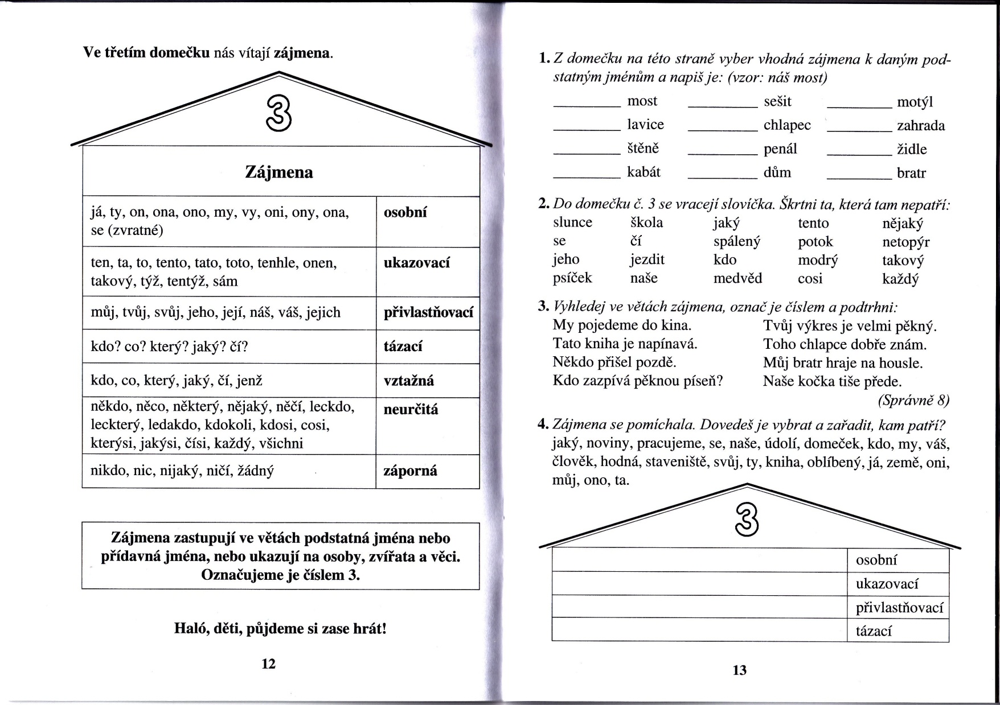 Ve třetím domečku nás vítají zájmena.
3
Zájmena
já, ty, on, ona, ono, my, vy, oni, ony, ona,
se (zvratné)
osobní
ten, ta, to, tento, tato, toto, tenhle, onen,
takový, týž, tentýž, sám
ukazovací
můj, tvůj, svůj, jeho, její, náš, váš, jejich
přivlastňovací
kdo? co? který? jaký? čí?
tázací
kdo, co, který, jaký, čí, jenž
vztažná
někdo, něco, některý, nějaký, něčí, leckdo,
leckterý, ledakdo, kdokoli, kdosi, cosi,
kterýsi, jakýsi, čísi, každý, všichni
neurčitá
nikdo, nic, nijaký, ničí, žádný
záporná
Zájmena zastupují ve větách podstatná jména nebo
přídavná jména, nebo ukazují na osoby, zvířata a věci.
Označujeme je číslem 3.
Haló, děti, půjdeme si zase hrát!
12
1. Z domečku na této straně vyber vhodná zájmena k daným pod-
statným jménům a napiš je: (vzor: náš most)
________ most ________ sešit ________ motýl
________ lavice ________ chlapec ________ zahrada
________ štěně ________ penál ________ židle
________ kabát ________ dům ________ bratr
2. Do domečku č. 3 se vracejí slovíčka. Škrtni ta, která tam nepatří:
slunce škola jaký tento nějaký
se čí spálený potok netopýr
jeho jezdit kdo modrý takový
psíček naše medvěd cosi každý
3. Vyhledej ve větách zájmena, označ je číslem a podtrhni:
My pojedeme do kina. Tvůj výkres je velmi pěkný.
Tato kniha je napínavá. Toho chlapce dobře znám.
Někdo přišel pozdě. Můj bratr hraje na housle.
Kdo zazpívá pěknou píseň? Naše kočka tiše přede.
(Správně 8)
4. Zájmena se pomíchala. Dovedeš je vybrat a zařadit, kam patří?
jaký, noviny, pracujeme, se, naše, údolí, domeček, kdo, my, váš,
člověk, hodná, staveniště, svůj, ty, kniha, oblíbený, já, země, oni,
můj, ono, ta.
3
osobní
ukazovací
přivlastňovací
tázací
13